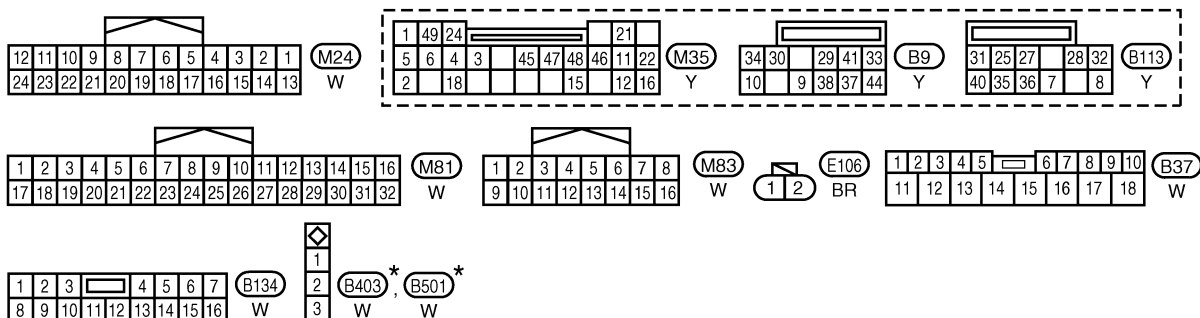 12 11 10 9 8 7 6 5 4 3 2 1 M24
24 23 22 21 20 19 18 17 16 15 14 13 W
1 49 24 21
5 6 4 3 45 47 48 46 11 22 M35
2 18 15 12 16 Y
34 30 29 41 33 B9
10 9 38 37 44 Y
31 25 27 28 32 B113
40 35 36 7 8 Y
1 2 3 4 5 6 7 8 9 10 11 12 13 14 15 16 M81
17 18 19 20 21 22 23 24 25 26 27 28 29 30 31 32 W
1 2 3 4 5 6 7 8 M83
9 10 11 12 13 14 15 16 W
1 2 E106
BR
1 2 3 4 5 6 7 8 9 10 B37
11 12 13 14 15 16 17 18 W
1 2 3 4 5 6 7 B134
8 9 10 11 12 13 14 15 16 W
1
2 B403 *, B501 *
3 W W